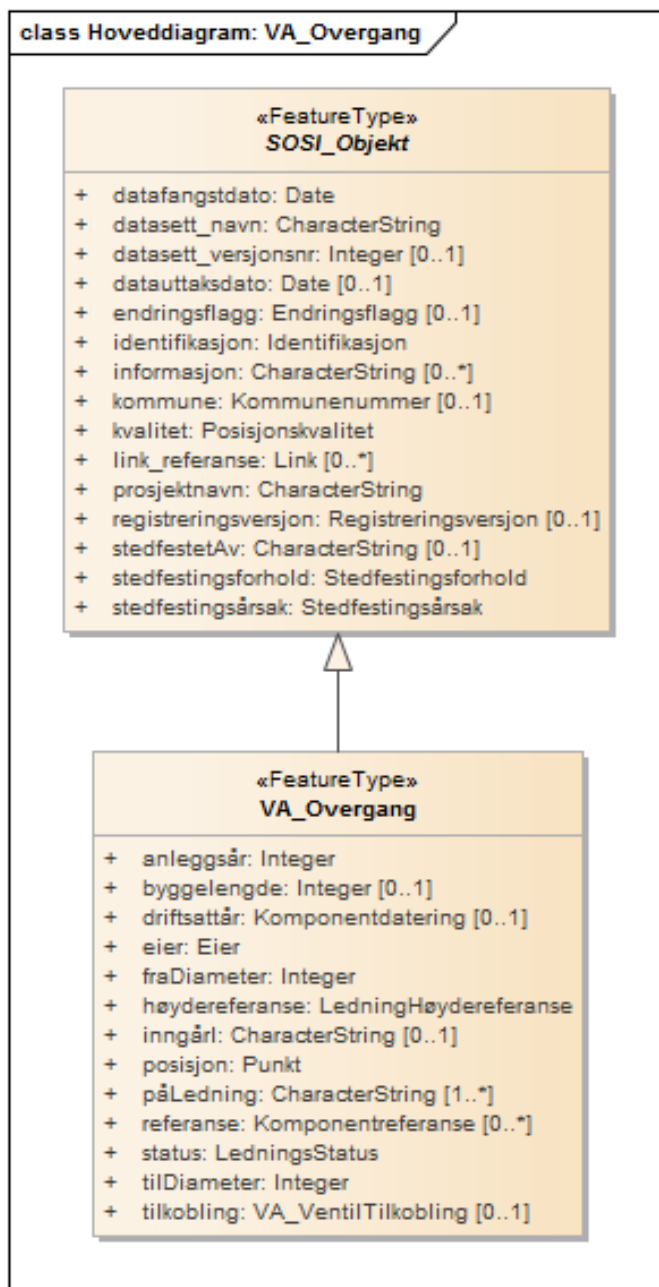 class Hoveddiagram: VA_Overgang
«FeatureType»
SOSI_Objekt
+ datafangstdato: Date
+ datasett_navn: CharacterString
+ datasett_versjonsnr: Integer [0..1]
+ datauttaksdato: Date [0..1]
+ endringsflagg: Endringsflagg [0..1]
+ identifikasjon: Identifikasjon
+ informasjon: CharacterString [0..*]
+ kommune: Kommunenummer [0..1]
+ kvalitet: Posisjonskvalitet
+ link_referanse: Link [0..*]
+ prosjektnavn: CharacterString
+ registreringsversjon: Registreringsversjon [0..1]
+ stedfestetAv: CharacterString [0..1]
+ stedfestingsforhold: Stedfestingsforhold
+ stedfestingsårsak: Stedfestingsårsak
«FeatureType»
VA_Overgang
+ anleggsår: Integer
+ byggelengde: Integer [0..1]
+ driftsattår: Komponentdatering [0..1]
+ eier: Eier
+ fraDiameter: Integer
+ høydereferanse: LedningHøydereferanse
+ inngårI: CharacterString [0..1]
+ posisjon: Punkt
+ påLedning: CharacterString [1..*]
+ referanse: Komponentreferanse [0..*]
+ status: LedningsStatus
+ tilDiameter: Integer
+ tilkobling: VA_VentilTilkobling [0..1]